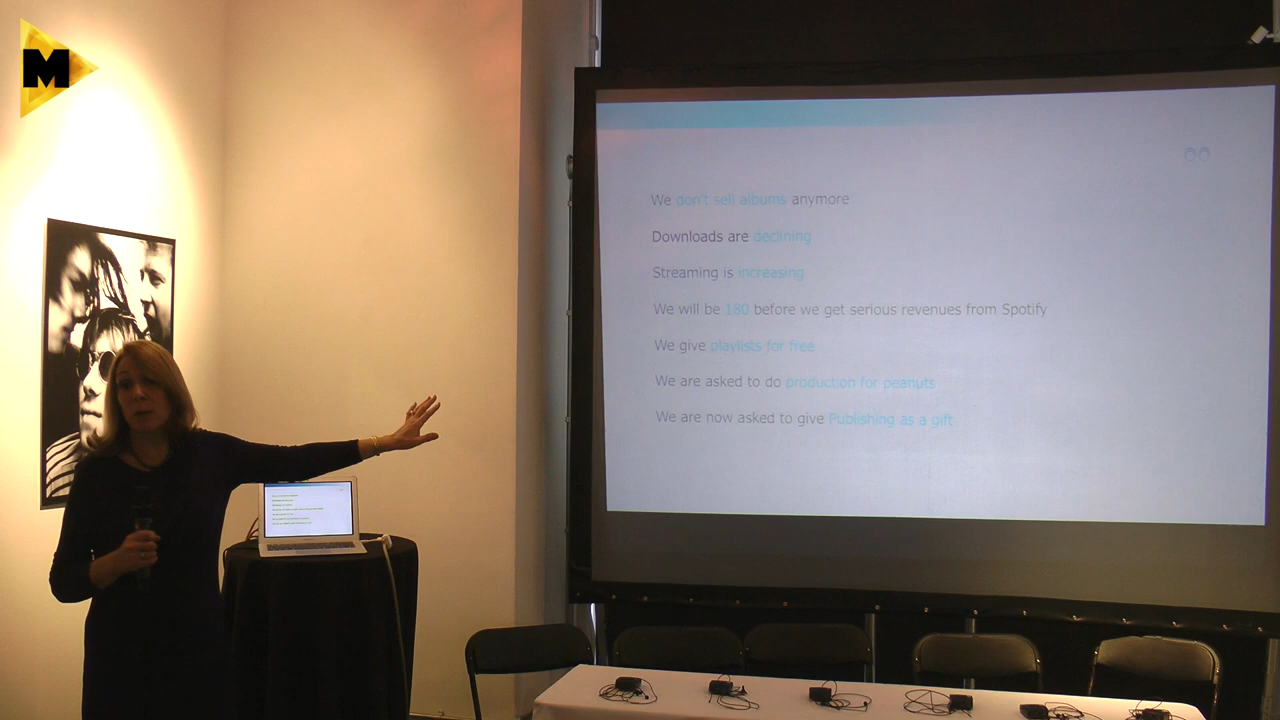 M
We don't sell albums anymore
Downloads are declining
Streaming is increasing
We will be 180 before we get serious revenues from Spotify
We give playlists for free
We are asked to do production for peanuts
We are now asked to give Publishing as a gift